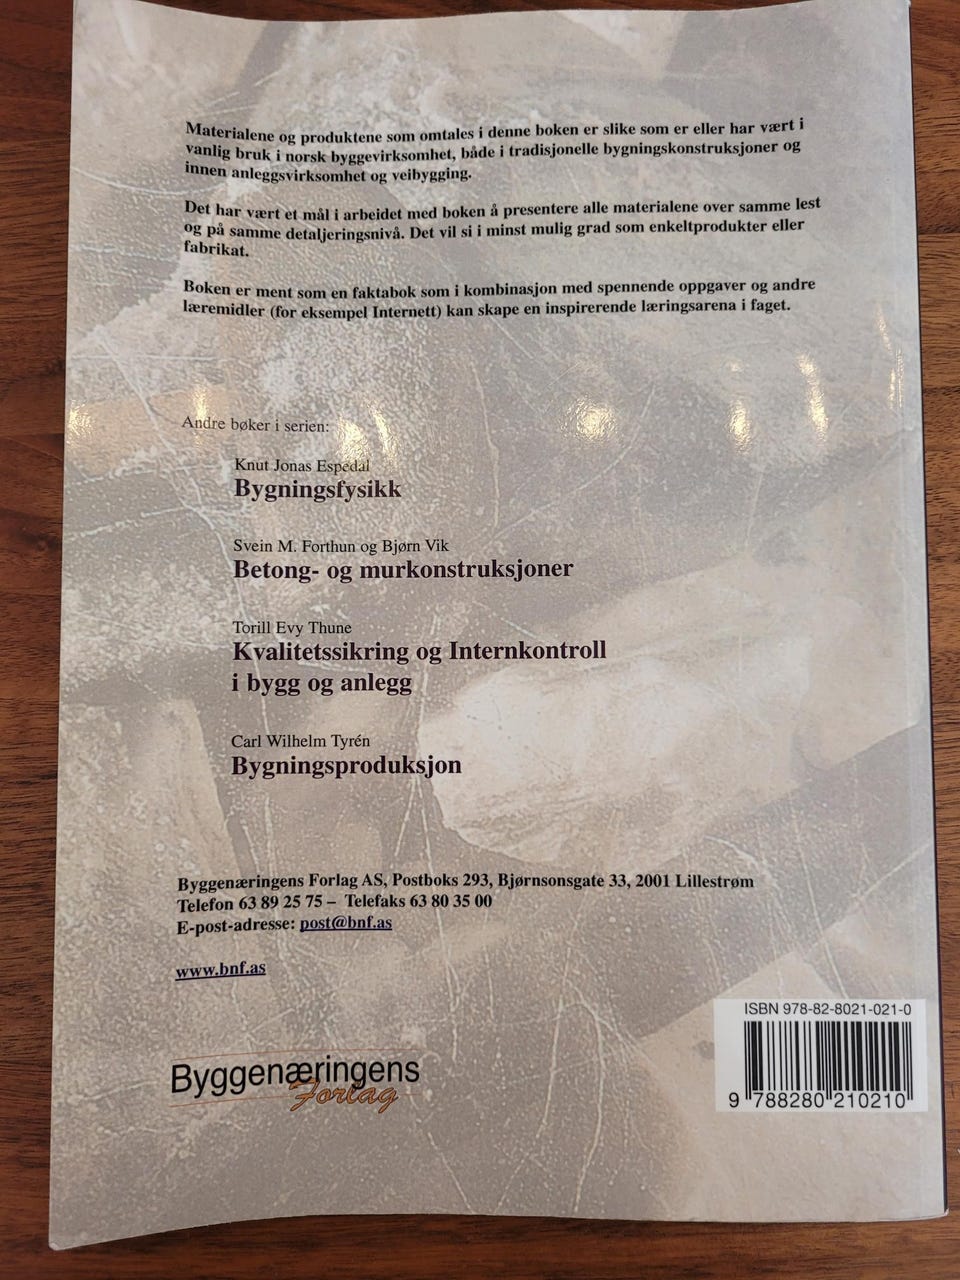 Materialene og produktene som omtales i denne boken er slike som er eller har vært i
vanlig bruk i norsk byggevirksomhet, både i tradisjonelle bygningskonstruksjoner og
innen anleggsvirksomhet og veibygging.
Det har vært et mål i arbeidet med boken å presentere alle materialene over samme lest
og på samme detaljeringsnivå. Det vil si i minst mulig grad som enkeltprodukter eller
fabrikat.
Boken er ment som en faktabok som i kombinasjon med spennende oppgaver og andre
læremidler (for eksempel Internett) kan skape en inspirerende læringsarena i faget.
Andre bøker i serien:
Knut Jonas Espedal
Bygningsfysikk
Svein M. Forthun og Bjørn Vik
Betong- og murkonstruksjoner
Torill Evy Thune
Kvalitetssikring og Internkontroll
i bygg og anlegg
Carl Wilhelm Tyrén
Bygningsproduksjon
Byggenæringens Forlag AS, Postboks 293, Bjørnsonsgate 33, 2001 Lillestrøm
Telefon 63 89 25 75 – Telefaks 63 80 35 00
E-post-adresse: post@bnf.as
www.bnf.as
Byggenæringens
Forlag
ISBN 978-82-8021-021-0
9 788280 210210